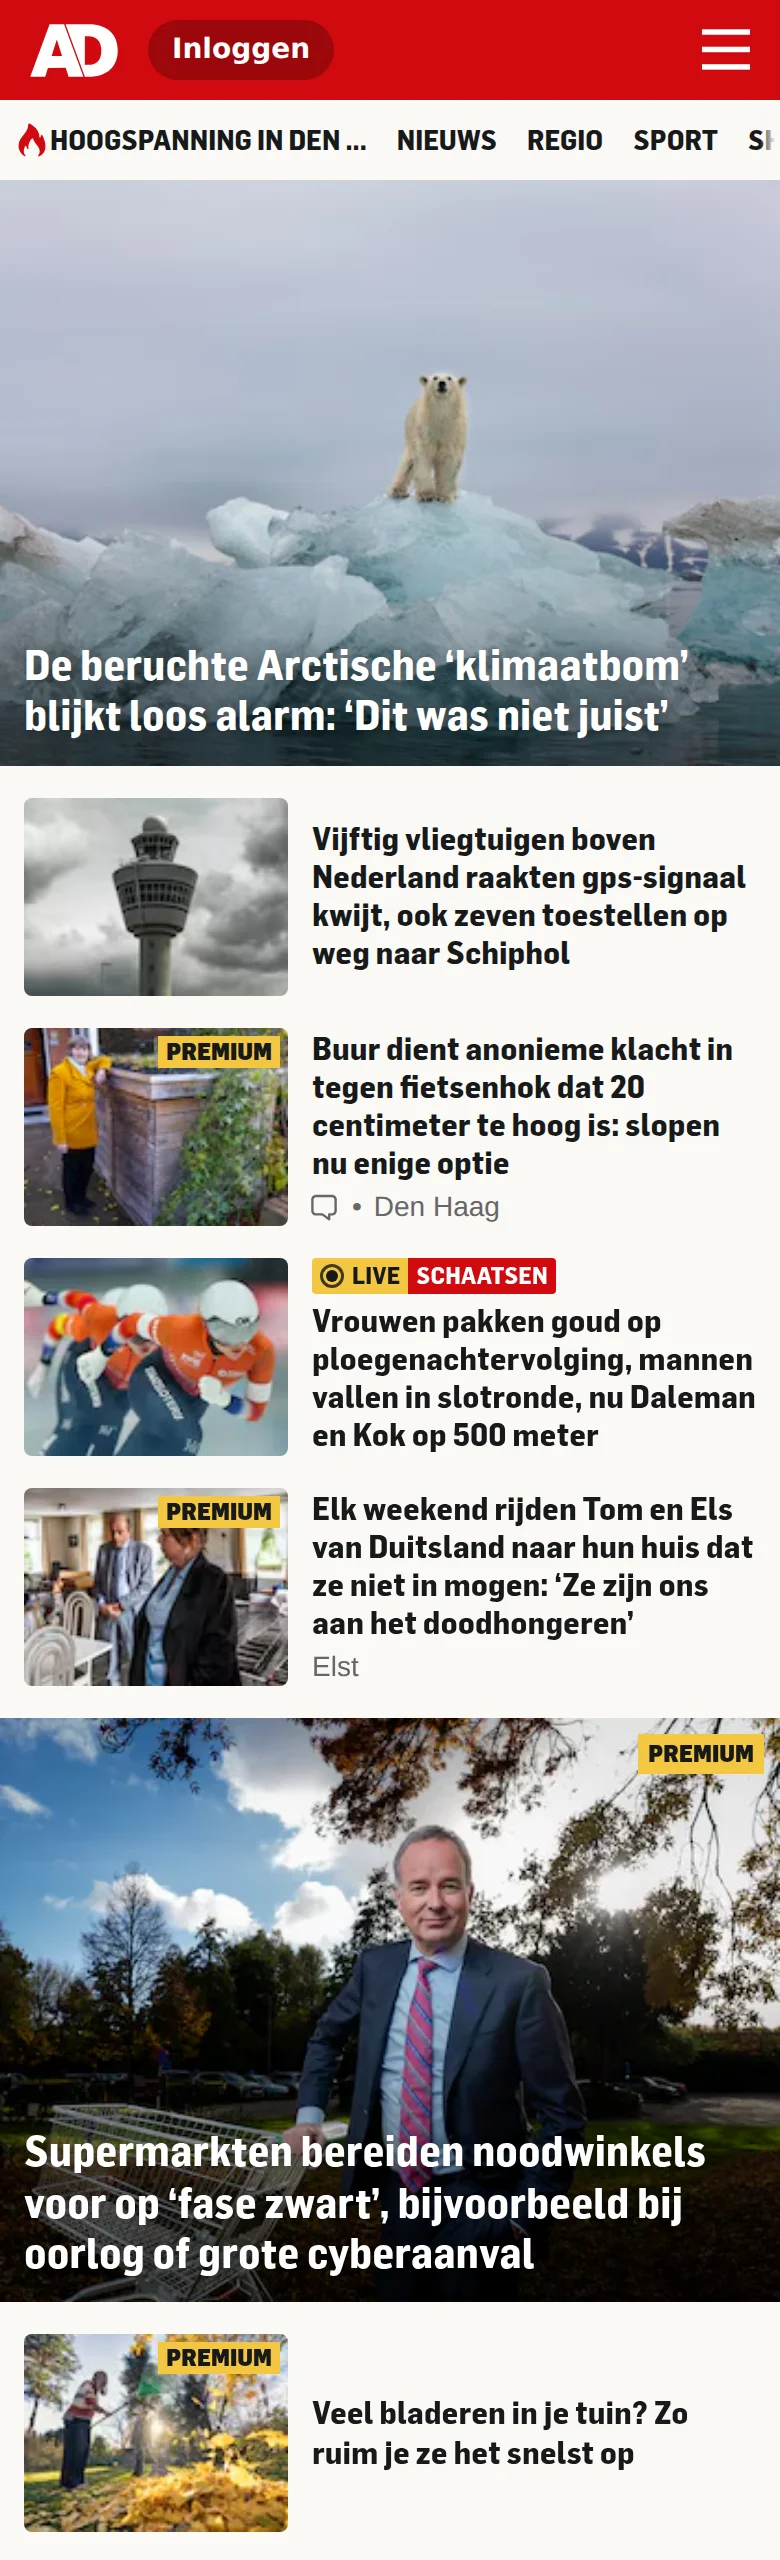 AD
Inloggen
HOOGSPANNING IN DEN ... NIEUWS REGIO SPORT
De beruchte Arctische ‘klimaatbom’
blijkt loos alarm: ‘Dit was niet juist’
Vijftig vliegtuigen boven
Nederland raakten gps-signaal
kwijt, ook zeven toestellen op
weg naar Schiphol
PREMIUM
Buur dient anonieme klacht in
tegen fietsenhok dat 20
centimeter te hoog is: slopen
nu enige optie
• Den Haag
LIVE SCHAATSEN
Vrouwen pakken goud op
ploegenachtervolging, mannen
vallen in slotronde, nu Daleman
en Kok op 500 meter
PREMIUM
Elk weekend rijden Tom en Els
van Duitsland naar hun huis dat
ze niet in mogen: ‘Ze zijn ons
aan het doodhongeren’
Elst
PREMIUM
Supermarkten bereiden noodwinkels
voor op ‘fase zwart’, bijvoorbeeld bij
oorlog of grote cyberaanval
PREMIUM
Veel bladeren in je tuin? Zo
ruim je ze het snelst op